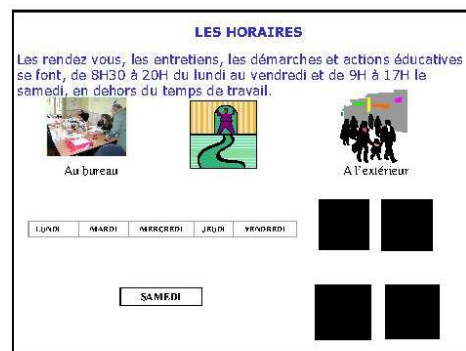 LES HORAIRES
Les rendez vous, les entretiens, les démarches et actions éducatives
se font, de 8H30 à 20H du lundi au vendredi et de 9H à 17H le
samedi, en dehors du temps de travail.
Au bureau
A l'extérieur
LUNDI MARDI MERCREDI JEUDI VENDREDI
SAMEDI